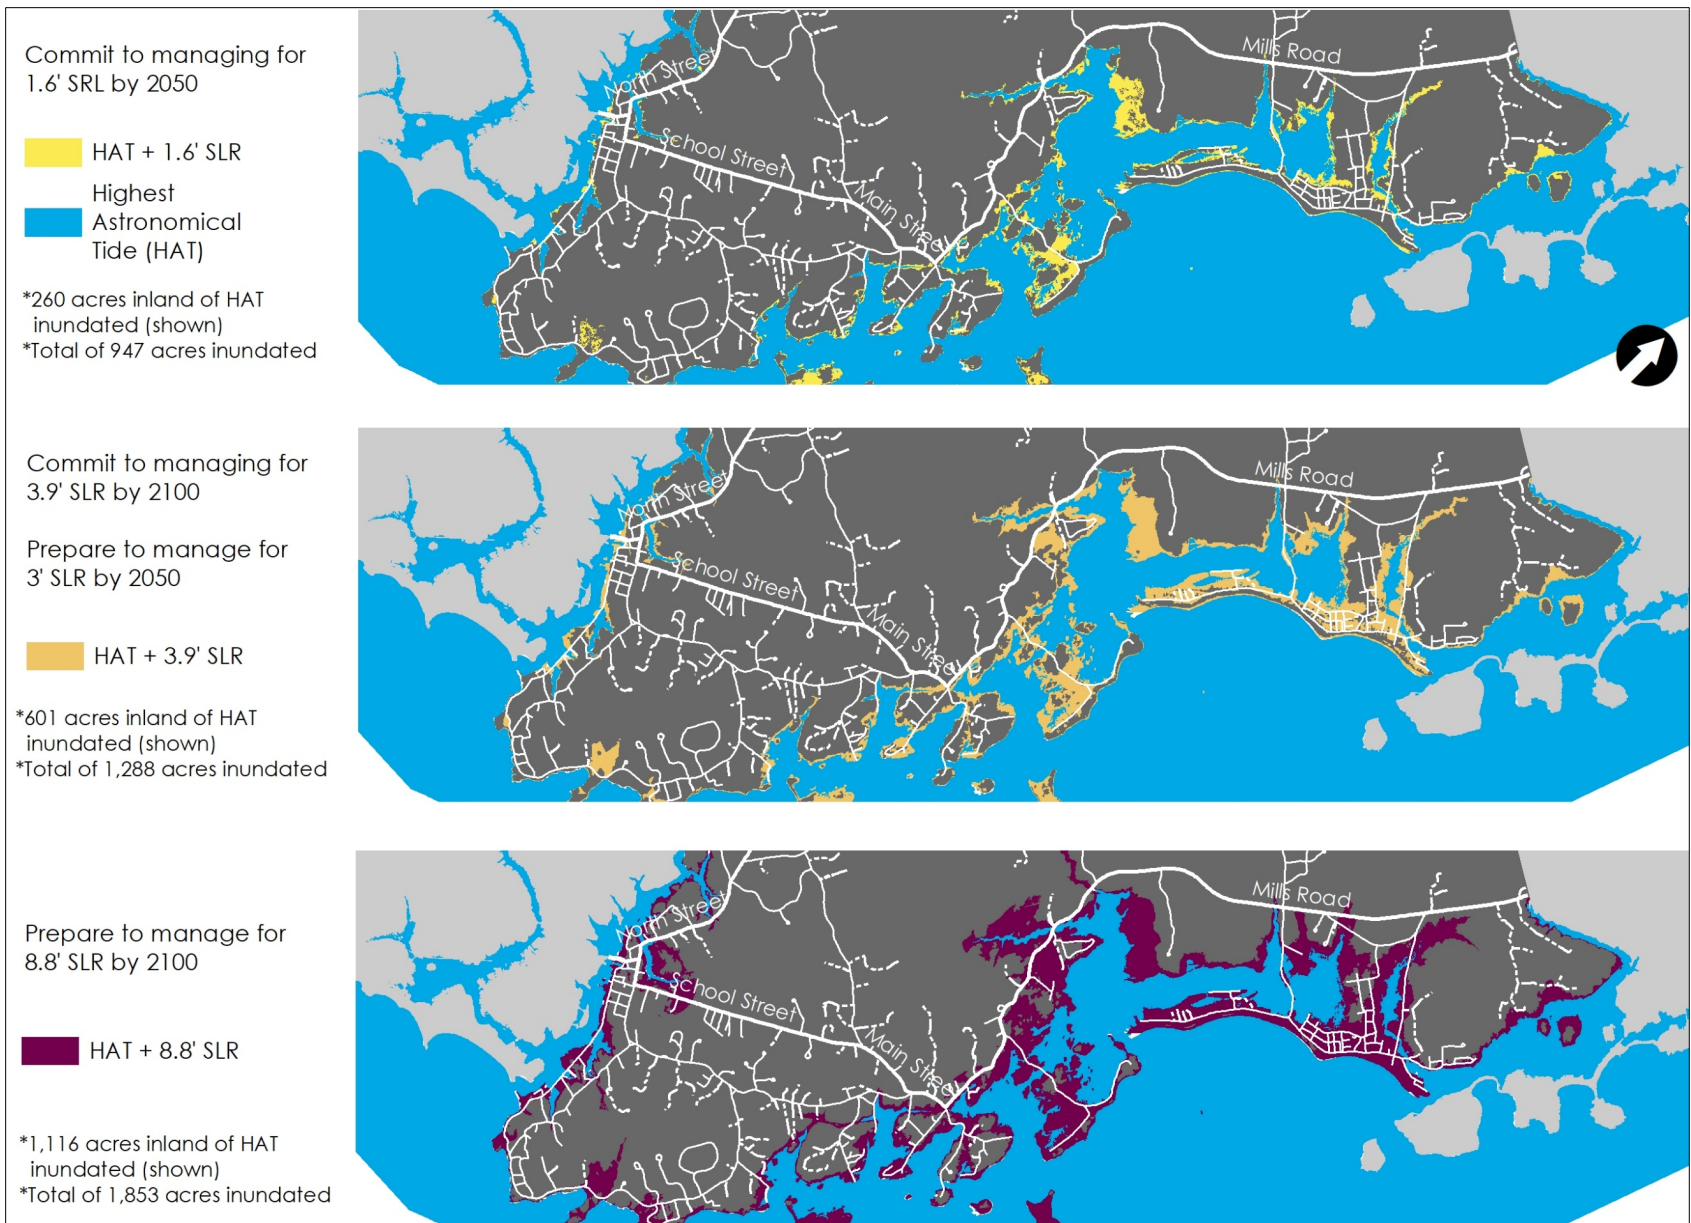 Commit to managing for
1.6' SRL by 2050
HAT + 1.6' SLR
Highest
Astronomical
Tide (HAT)
*260 acres inland of HAT
inundated (shown)
*Total of 947 acres inundated
North Street
School Street
Main Street
Mills Road
Commit to managing for
3.9' SLR by 2100
Prepare to manage for
3' SLR by 2050
HAT + 3.9' SLR
*601 acres inland of HAT
inundated (shown)
*Total of 1,288 acres inundated
North Street
School Street
Main Street
Mills Road
Prepare to manage for
8.8' SLR by 2100
HAT + 8.8' SLR
*1,116 acres inland of HAT
inundated (shown)
*Total of 1,853 acres inundated
North Street
School Street
Main Street
Mills Road